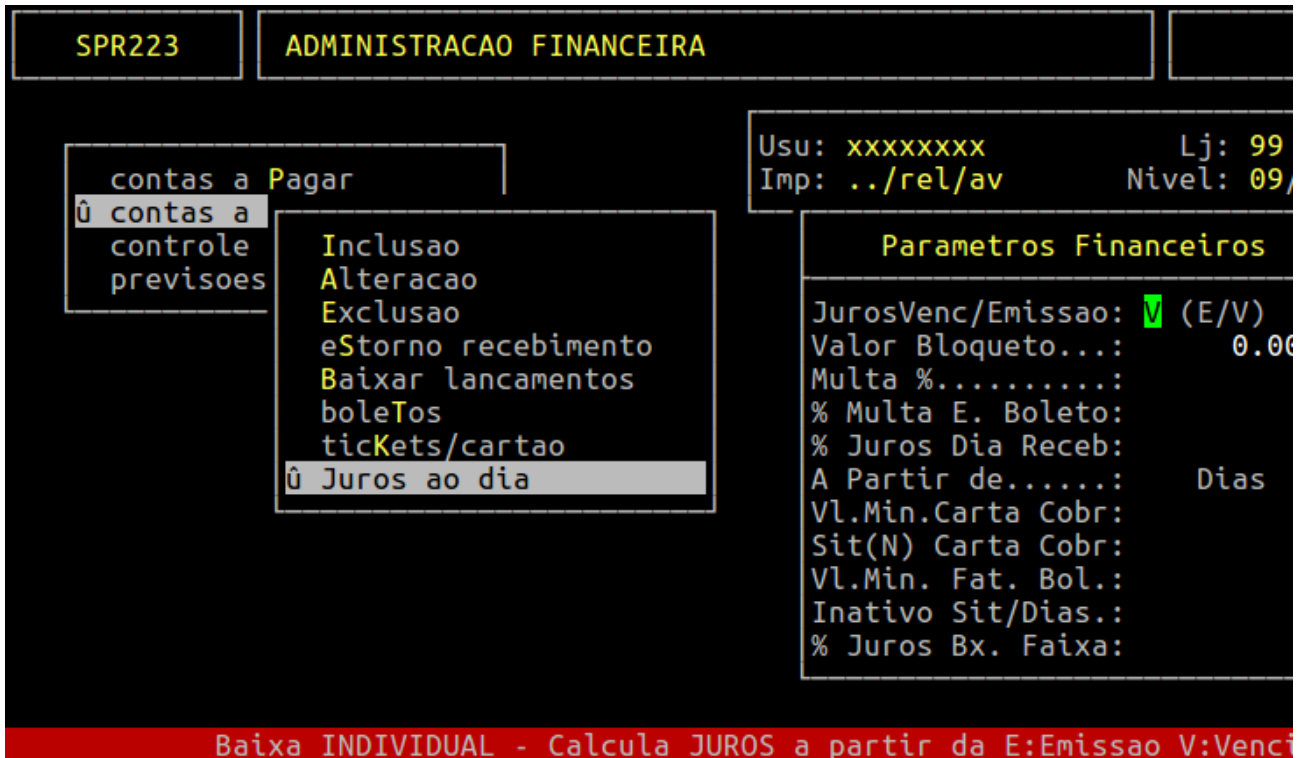 SPR223
ADMINISTRACAO FINANCEIRA
Usu: xxxxxxxx Lj: 99
Imp: ../rel/av Nivel: 09/
contas a Pagar
û contas a
controle
previsoes
Inclusao
Alteracao
Exclusao
eStorno recebimento
Baixar lancamentos
boleTos
ticKets/cartao
û Juros ao dia
Parametros Financeiros
JurosVenc/Emissao: V (E/V)
Valor Bloqueto...: 0.00
Multa %..........:
% Multa E. Boleto:
% Juros Dia Receb:
A Partir de......: Dias
Vl.Min.Carta Cobr:
Sit(N) Carta Cobr:
Vl.Min. Fat. Bol.:
Inativo Sit/Dias.:
% Juros Bx. Faixa:
Baixa INDIVIDUAL - Calcula JUROS a partir da E:Emissao V:Venci